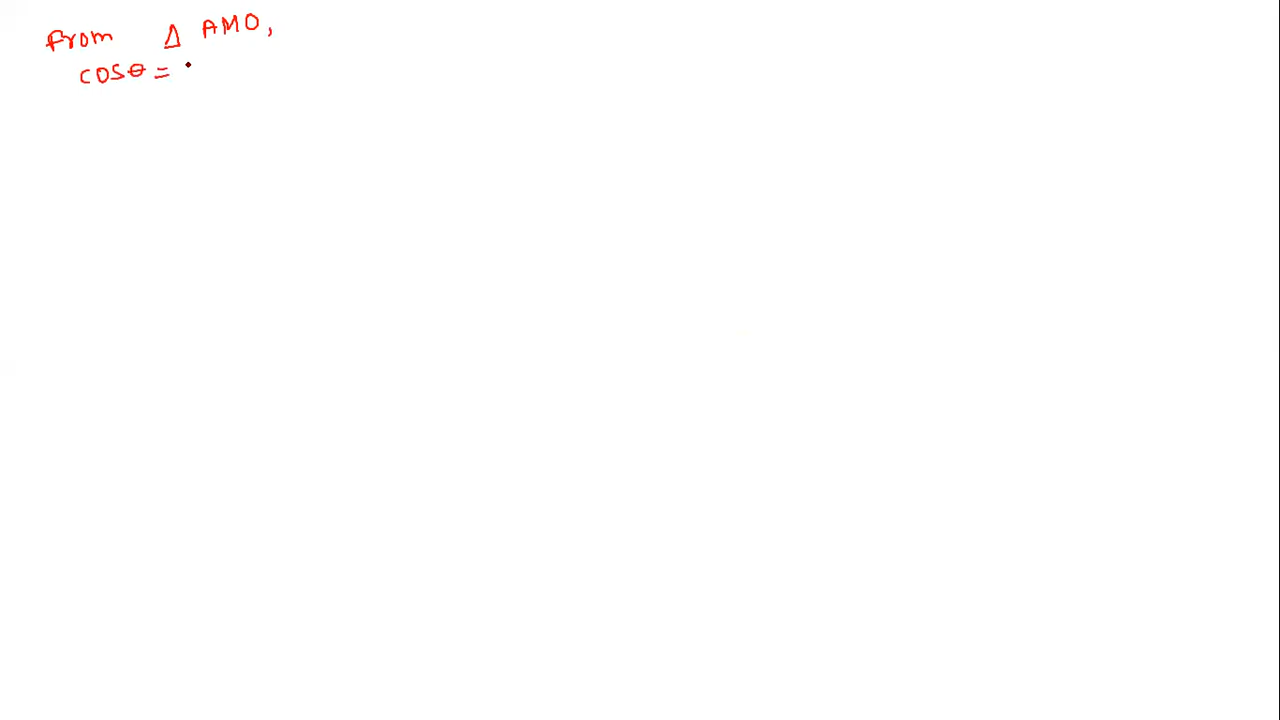 from Δ AMO,
cosθ =